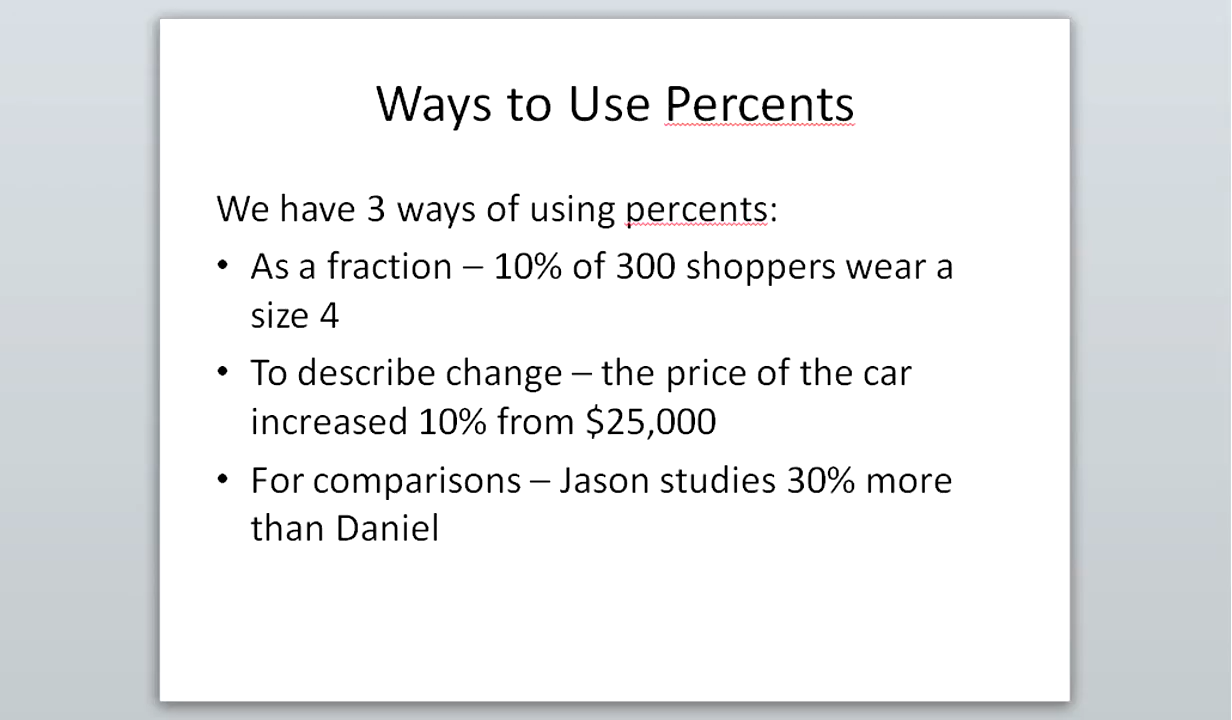 Ways to Use Percents
We have 3 ways of using percents:
• As a fraction – 10% of 300 shoppers wear a
size 4
• To describe change – the price of the car
increased 10% from $25,000
• For comparisons – Jason studies 30% more
than Daniel